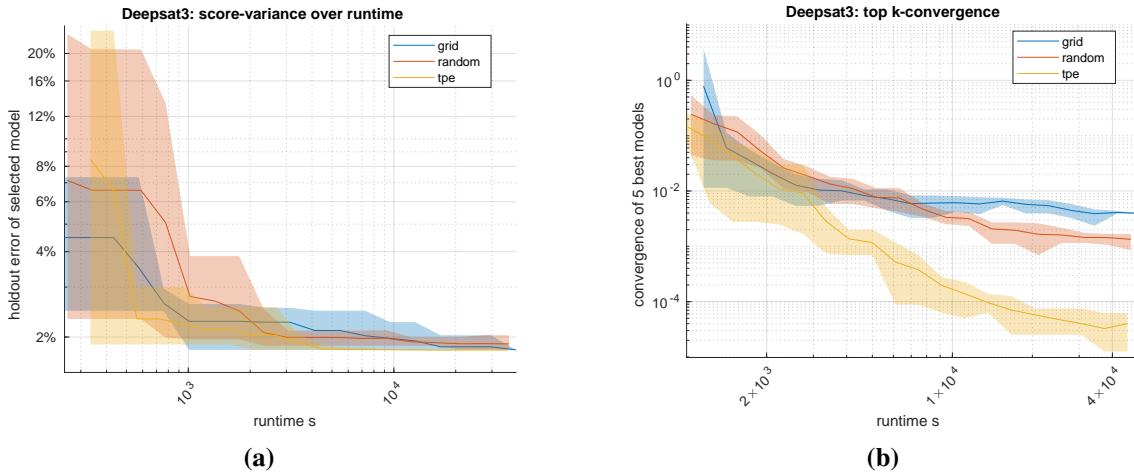 Deepsat3: score-variance over runtime
grid
random
tpe
20%
16%
12%
8%
6%
4%
2%
holdout error of selected model
10^3
10^4
runtime s
(a)
Deepsat3: top k-convergence
grid
random
tpe
10^0
10^-2
10^-4
convergence of 5 best models
2×10^3
1×10^4
4×10^4
runtime s
(b)